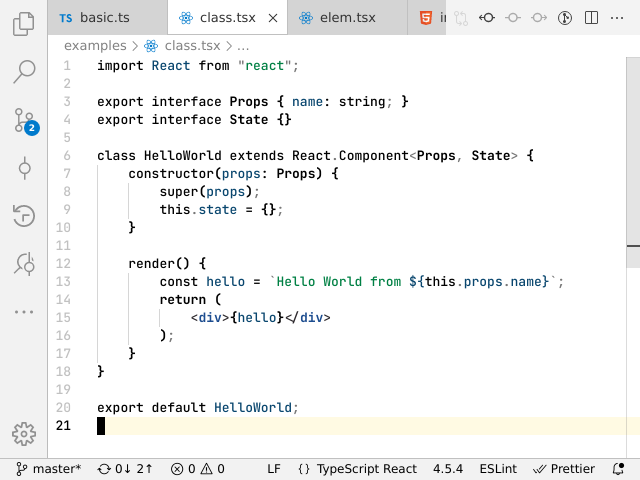 basic.ts
class.tsx
elem.tsx
examples > class.tsx > ...
1 import React from "react";
2
3 export interface Props { name: string; }
4 export interface State {}
5
6 class HelloWorld extends React.Component<Props, State> {
7 constructor(props: Props) {
8 super(props);
9 this.state = {};
10 }
11
12 render() {
13 const hello = `Hello World from ${this.props.name}`;
14 return (
15 <div>{hello}</div>
16 );
17 }
18 }
19
20 export default HelloWorld;
21
TS
2
master* 0↓ 2↑ 0 0 LF {} TypeScript React 4.5.4 ESLint Prettier